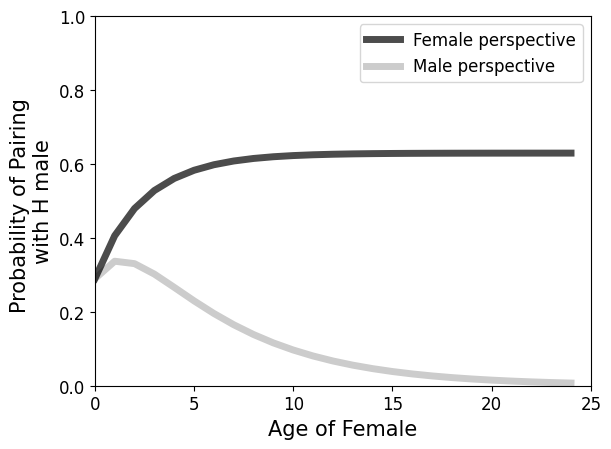 1.0
0.8
0.6
0.4
0.2
0.0
Probability of Pairing
with H male
Female perspective
Male perspective
0
5
10
15
20
25
Age of Female